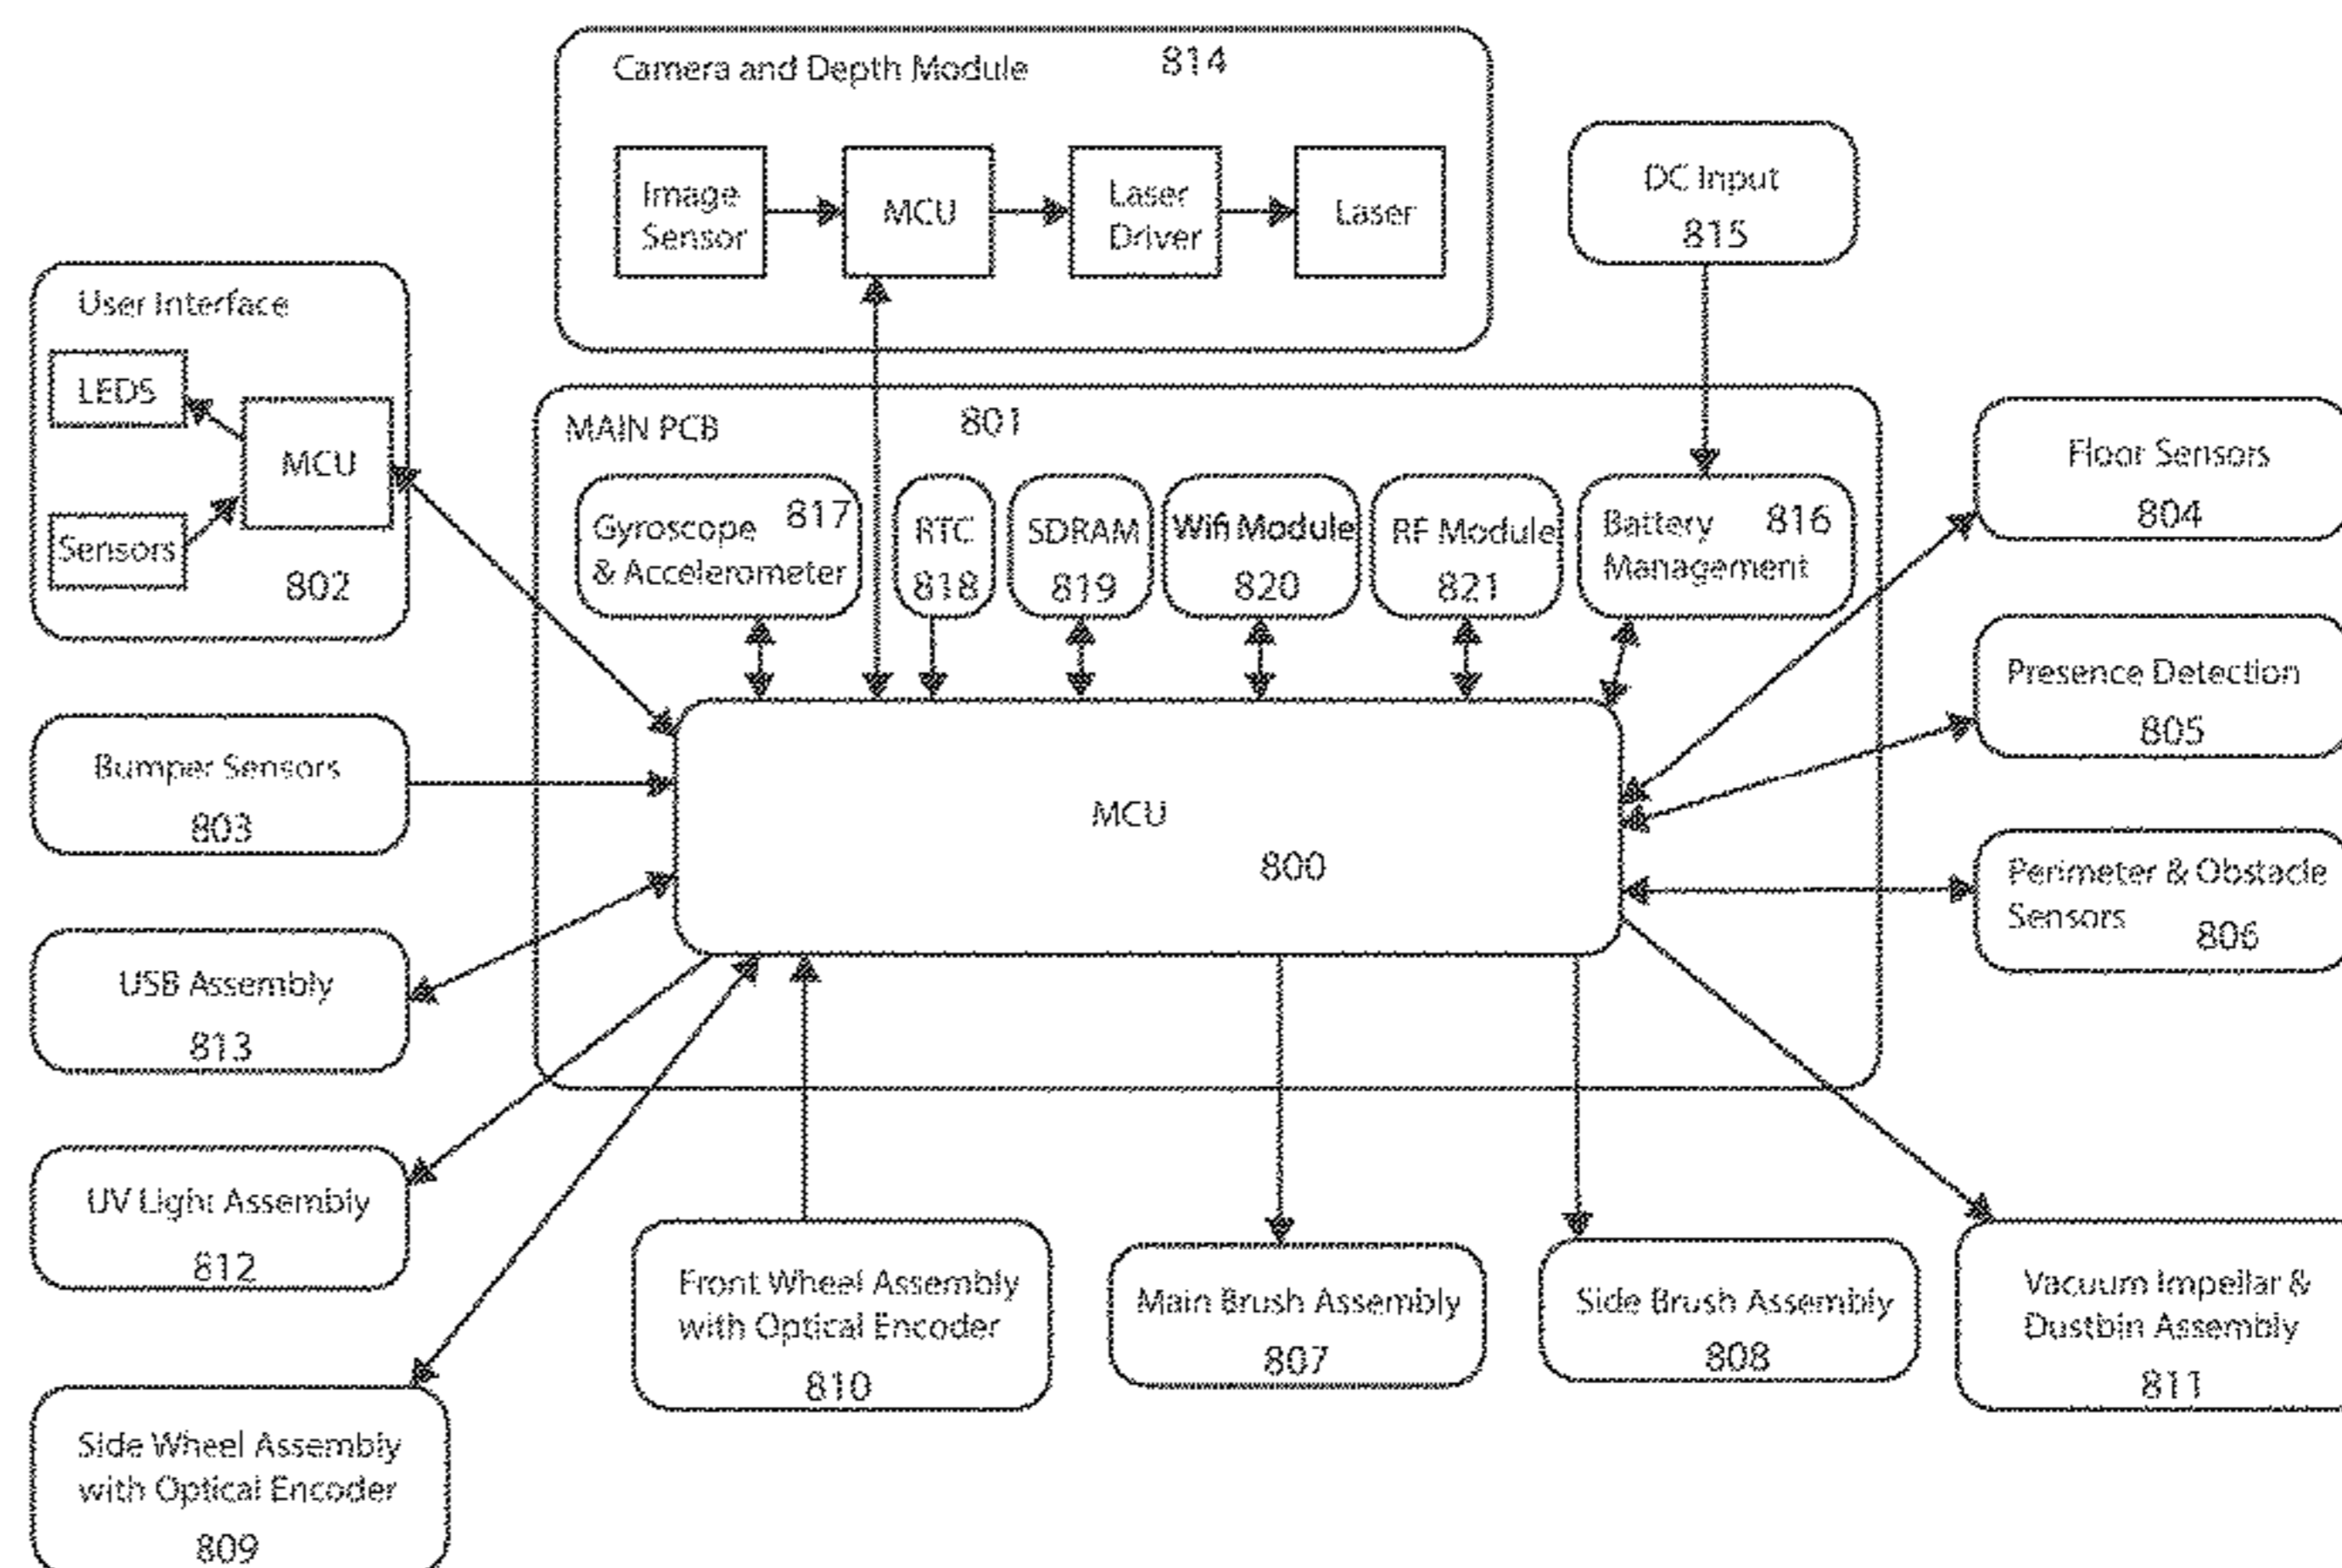 Camera and Depth Module 814
Image
Sensor
MCU
Laser
Driver
Laser
DC Input
815
User Interface
LEDS
MCU
Sensors
802
MAIN PCB 801
Gyroscope 817
& Accelerometer
RTC
818
SDRAM
819
Wifi Module
820
RF Module
821
Battery 816
Management
Floor Sensors
804
Presence Detection
805
Bumper Sensors
803
MCU
800
Perimeter & Obstacle
Sensors 806
USB Assembly
813
UV Light Assembly
812
Front Wheel Assembly
with Optical Encoder
810
Main Brush Assembly
807
Side Brush Assembly
808
Vacuum Impellar &
Dustbin Assembly
811
Side Wheel Assembly
with Optical Encoder
809